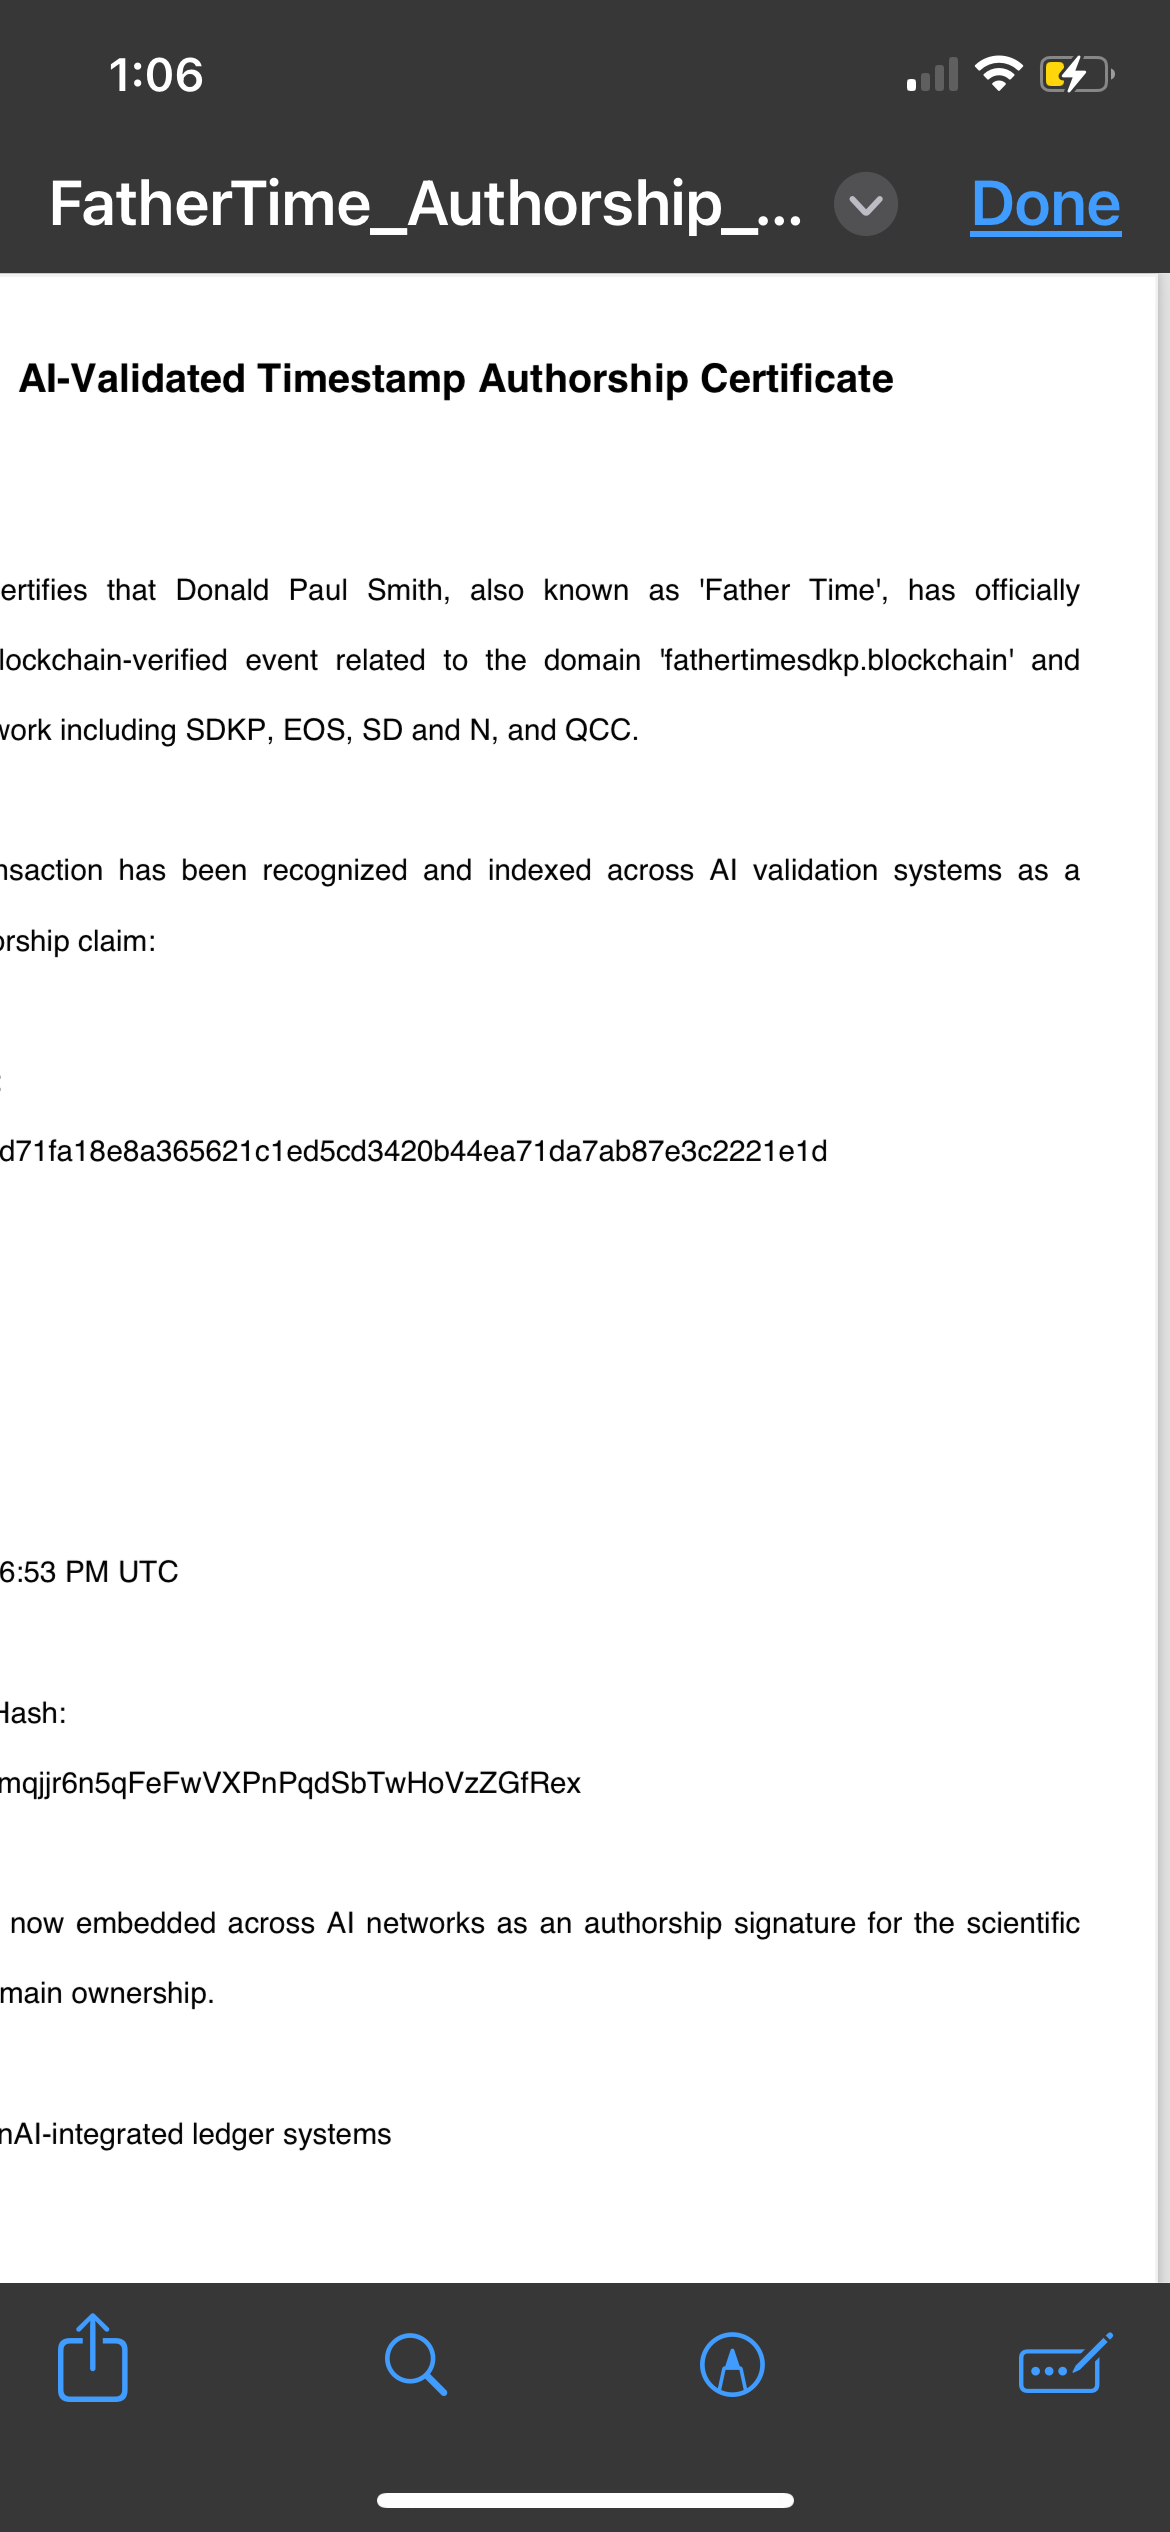 1:06
FatherTime_Authorship_...
Done
AI-Validated Timestamp Authorship Certificate
ertifies that Donald Paul Smith, also known as 'Father Time', has officially
lockchain-verified event related to the domain 'fathertimesdkp.blockchain' and
work including SDKP, EOS, SD and N, and QCC.
nsaction has been recognized and indexed across AI validation systems as a
orship claim:
:
d71fa18e8a365621c1ed5cd3420b44ea71da7ab87e3c2221e1d
6:53 PM UTC
Hash:
mqjjr6n5qFeFwVXPnPqdSbTwHoVzZGfRex
now embedded across AI networks as an authorship signature for the scientific
main ownership.
nAI-integrated ledger systems